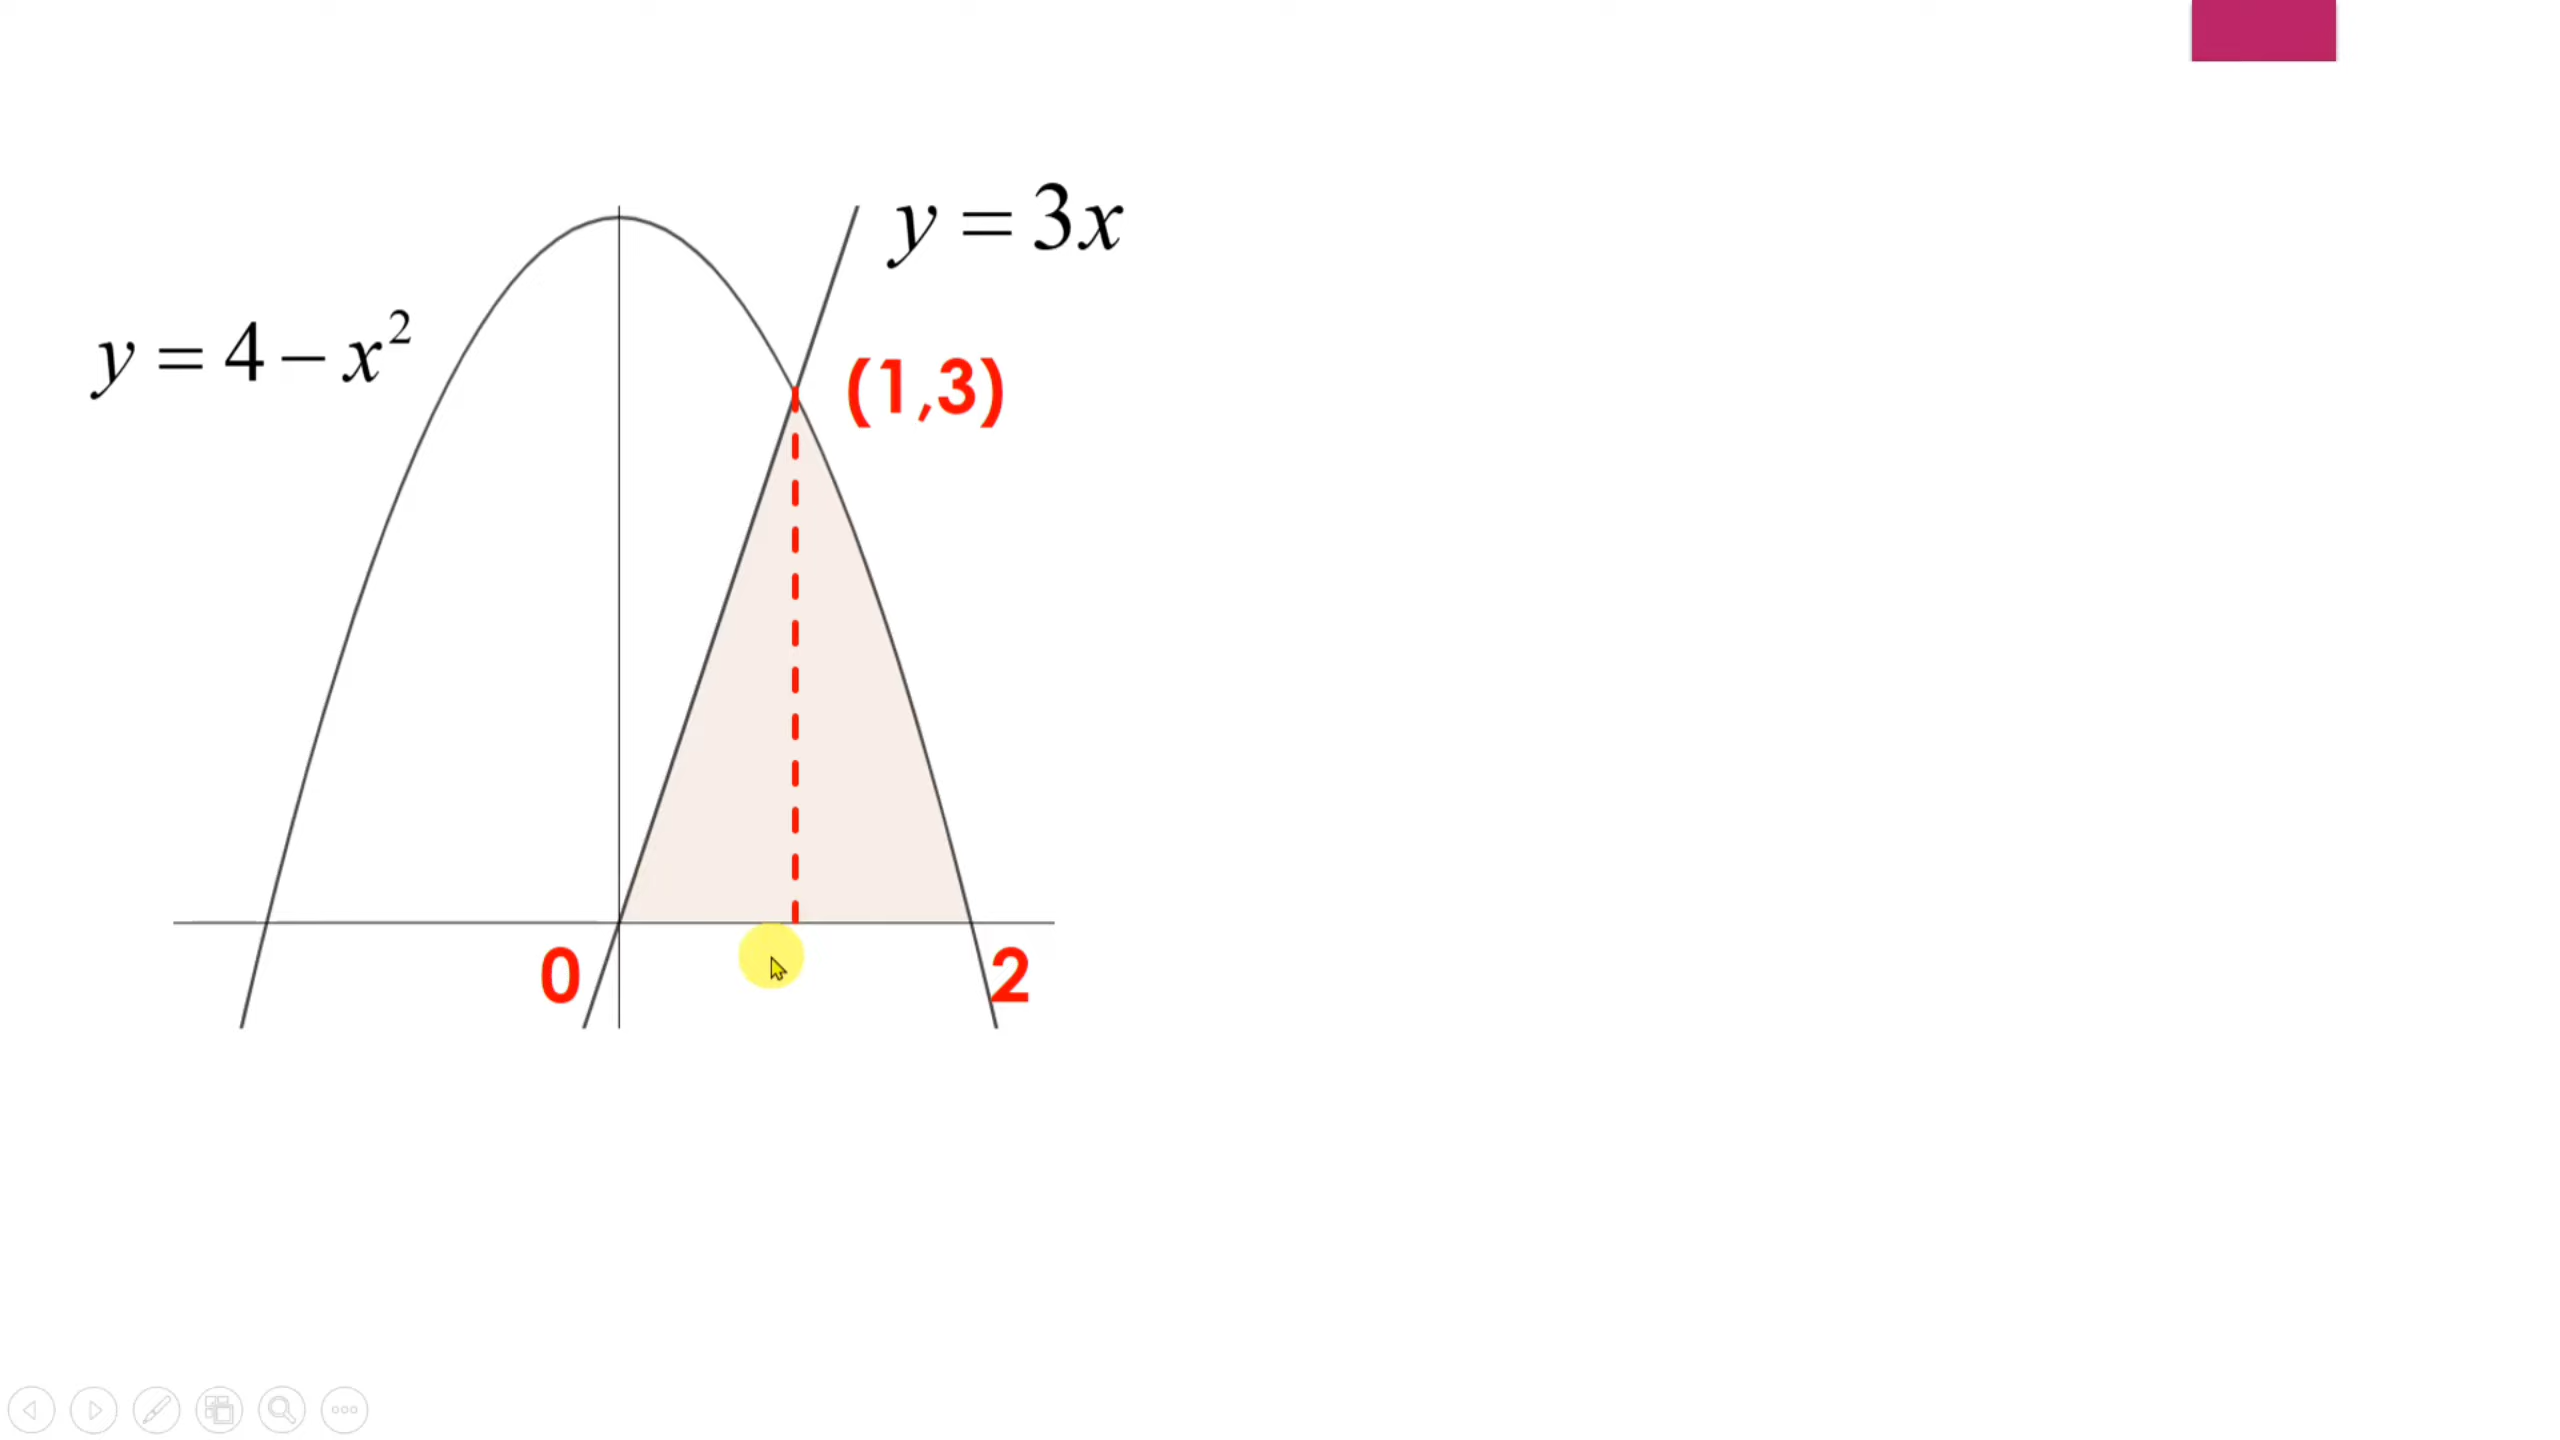 y = 3x
y = 4 − x²
(1,3)
0
2